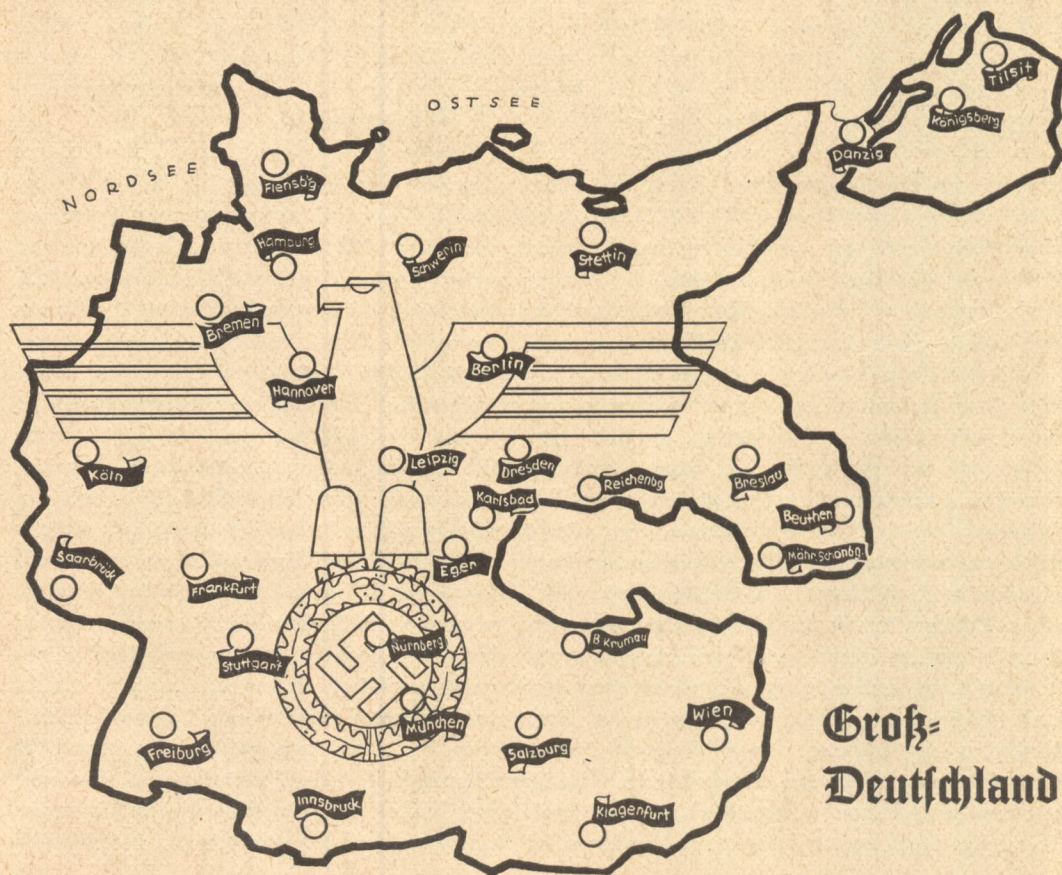 OSTSEE
NORDSEE
Tilsit
Königsberg
Danzig
Flensb'g
Hamburg
Schwerin
Stettin
Bremen
Hannover
Berlin
Köln
Leipzig
Dresden
Reichenbg
Breslau
Karlsbad
Beuthen
Saarbrück
Frankfurt
Eger
Mähr.Schönbg.
Stuttgart
Nürnberg
B.Krumau
Freiburg
München
Salzburg
Wien
Innsbruck
Klagenfurt
Groß=
Deutſchland